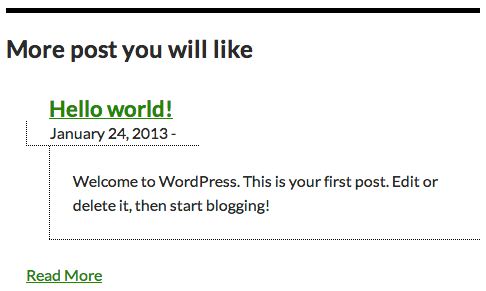 More post you will like
Hello world!
January 24, 2013 -
Welcome to WordPress. This is your first post. Edit or
delete it, then start blogging!
Read More